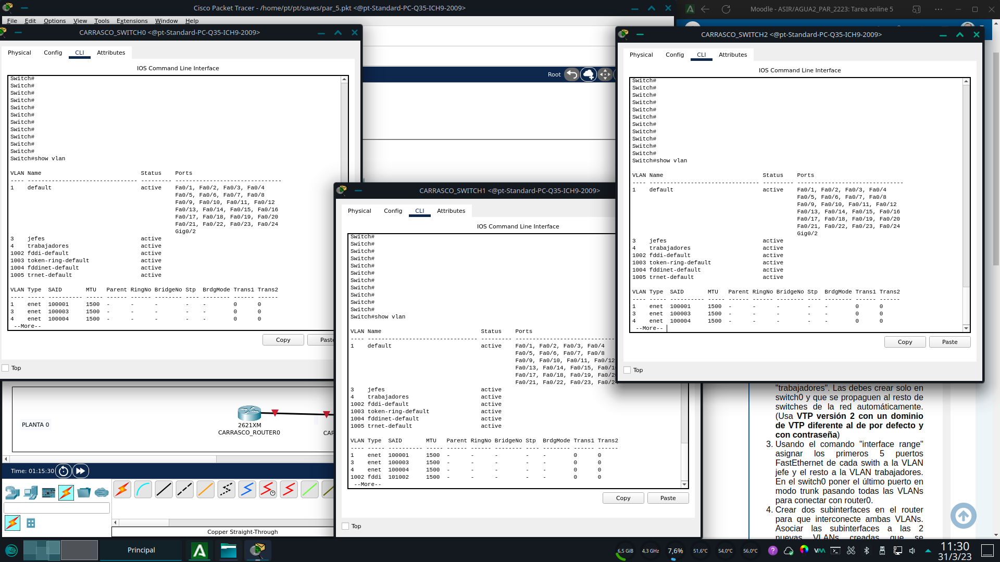 Cisco Packet Tracer - /home/pt/pt/saves/par_5.pkt <@pt-Standard-PC-Q35-ICH9-2009>
Moodle - ASIR/AGUA2_PAR_2223: Tarea online 5
File Edit Options View Tools Extensions Window Help
CARRASCO_SWITCH0 <@pt-Standard-PC-Q35-ICH9-2009>
Physical Config CLI Attributes
IOS Command Line Interface
Switch#
Switch#
Switch#
Switch#
Switch#
Switch#
Switch#
Switch#
Switch#
Switch#
Switch#
Switch#show vlan
VLAN Name Status Ports
---- -------------------------------- --------- -------------------------------
1 default active Fa0/1, Fa0/2, Fa0/3, Fa0/4
Fa0/5, Fa0/6, Fa0/7, Fa0/8
Fa0/9, Fa0/10, Fa0/11, Fa0/12
Fa0/13, Fa0/14, Fa0/15, Fa0/16
Fa0/17, Fa0/18, Fa0/19, Fa0/20
Fa0/21, Fa0/22, Fa0/23, Fa0/24
Gig0/2
3 jefes active
4 trabajadores active
1002 fddi-default active
1003 token-ring-default active
1004 fddinet-default active
1005 trnet-default active
VLAN Type SAID MTU Parent RingNo BridgeNo Stp BrdgMode Trans1 Trans2
---- ----- ---------- ----- ------ ------ -------- ---- -------- ------ ------
1 enet 100001 1500 - - - - - 0 0
3 enet 100003 1500 - - - - - 0 0
4 enet 100004 1500 - - - - - 0 0
--More--
Copy
Top
Root
CARRASCO_SWITCH1 <@pt-Standard-PC-Q35-ICH9-2009>
Physical Config CLI Attributes
IOS Command Line Interface
Switch#
Switch#
Switch#
Switch#
Switch#
Switch#
Switch#
Switch#
Switch#
Switch#
Switch#
Switch#show vlan
VLAN Name Status Ports
---- -------------------------------- --------- -----------------------------
1 default active Fa0/1, Fa0/2, Fa0/3, Fa0/4
Fa0/5, Fa0/6, Fa0/7, Fa0/8
Fa0/9, Fa0/10, Fa0/11, Fa0/12
Fa0/13, Fa0/14, Fa0/15,
Fa0/17, Fa0/18, Fa0/19,
Fa0/21, Fa0/22, Fa0/23, Fa0/24
3 jefes active
4 trabajadores active
1002 fddi-default active
1003 token-ring-default active
1004 fddinet-default active
1005 trnet-default active
VLAN Type SAID MTU Parent RingNo BridgeNo Stp BrdgMode Trans1 Trans2
---- ----- ---------- ----- ------ ------ -------- ---- -------- ------ ------
1 enet 100001 1500 - - - - - 0 0
3 enet 100003 1500 - - - - - 0 0
4 enet 100004 1500 - - - - - 0 0
1002 fddi 101002 1500 - - - - - 0 0
--More--
Copy Paste
Top
CARRASCO_SWITCH2 <@pt-Standard-PC-Q35-ICH9-2009>
Physical Config CLI Attributes
IOS Command Line Interface
Switch#
Switch#
Switch#
Switch#
Switch#
Switch#
Switch#
Switch#
Switch#
Switch#
Switch#
Switch#show vlan
VLAN Name Status Ports
---- -------------------------------- --------- -------------------------------
1 default active Fa0/1, Fa0/2, Fa0/3, Fa0/4
Fa0/5, Fa0/6, Fa0/7, Fa0/8
Fa0/9, Fa0/10, Fa0/11, Fa0/12
Fa0/13, Fa0/14, Fa0/15, Fa0/16
Fa0/17, Fa0/18, Fa0/19, Fa0/20
Fa0/21, Fa0/22, Fa0/23, Fa0/24
Gig0/2
3 jefes active
4 trabajadores active
1002 fddi-default active
1003 token-ring-default active
1004 fddinet-default active
1005 trnet-default active
VLAN Type SAID MTU Parent RingNo BridgeNo Stp BrdgMode Trans1 Trans2
---- ----- ---------- ----- ------ ------ -------- ---- -------- ------ ------
1 enet 100001 1500 - - - - - 0 0
3 enet 100003 1500 - - - - - 0 0
4 enet 100004 1500 - - - - - 0 0
--More--
Copy Paste
Top
PLANTA 0
2621XM
CARRASCO_ROUTER0
Time: 01:15:30
Copper Straight-Through
"trabajadores". Las debes crear solo en
switch0 y que se propaguen al resto de
switches de la red automáticamente.
(Usa VTP versión 2 con un dominio
de VTP diferente al de por defecto y
con contraseña)
3. Usando el comando "interface range"
asignar los primeros 5 puertos
FastEthernet de cada swith a la VLAN
jefe y el resto a la VLAN trabajadores.
En el switch0 poner el último puerto en
modo trunk pasando todas las VLANs
para conectar con router0.
4. Crear dos subinterfaces en el router
para que interconecte ambas VLANs.
Asociar las subinterfaces a las 2
nuevas VLANs creadas que se
Principal
6,5 GiB 4,3 GHz 7,6% 51,6°C 54,0°C 56,0°C
11:30
31/3/23